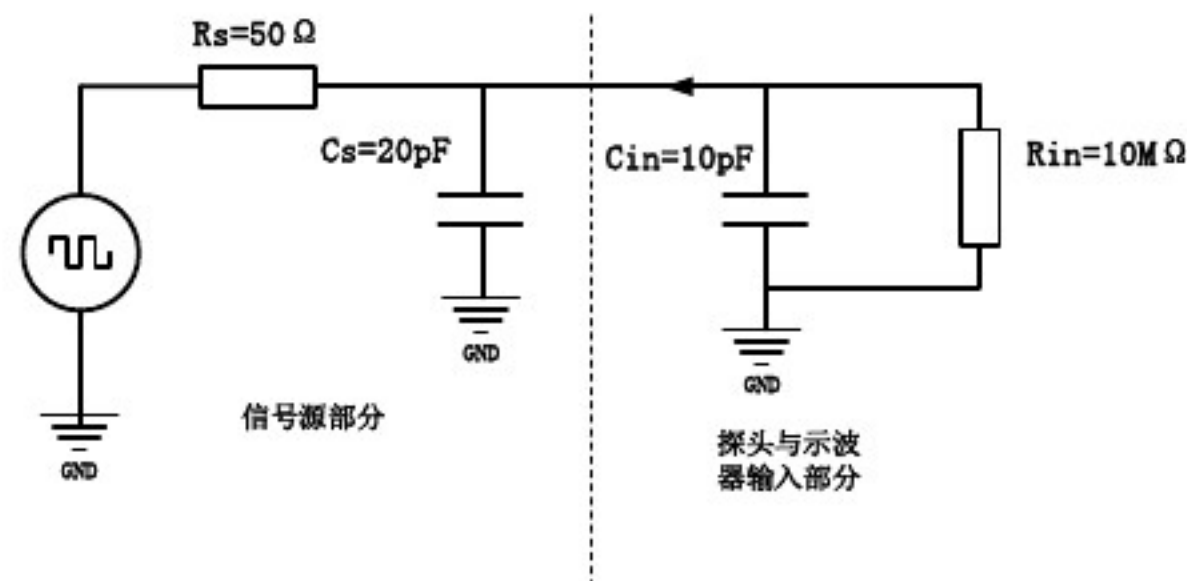 Rs=50Ω
Cs=20pF
Cin=10pF
Rin=10MΩ
GND
GND
GND
信号源部分
探头与示波
器输入部分